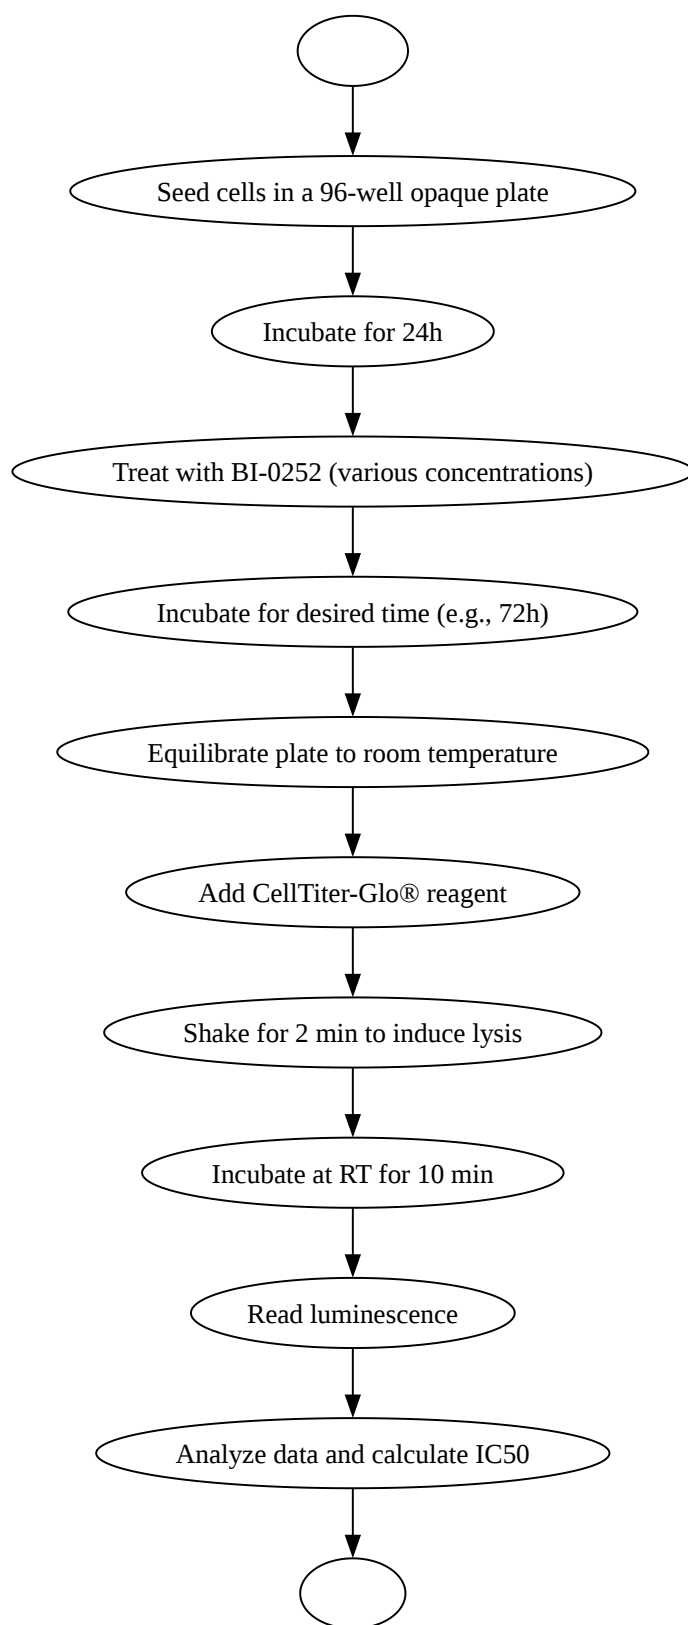 Seed cells in a 96-well opaque plate
Incubate for 24h
Treat with BI-0252 (various concentrations)
Incubate for desired time (e.g., 72h)
Equilibrate plate to room temperature
Add CellTiter-Glo® reagent
Shake for 2 min to induce lysis
Incubate at RT for 10 min
Read luminescence
Analyze data and calculate IC50